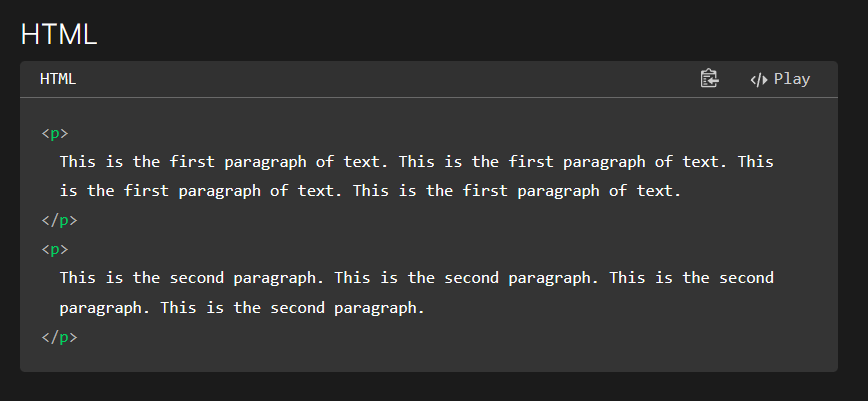 HTML
HTML
Play
<p>
This is the first paragraph of text. This is the first paragraph of text. This
is the first paragraph of text. This is the first paragraph of text.
</p>
<p>
This is the second paragraph. This is the second paragraph. This is the second
paragraph. This is the second paragraph.
</p>